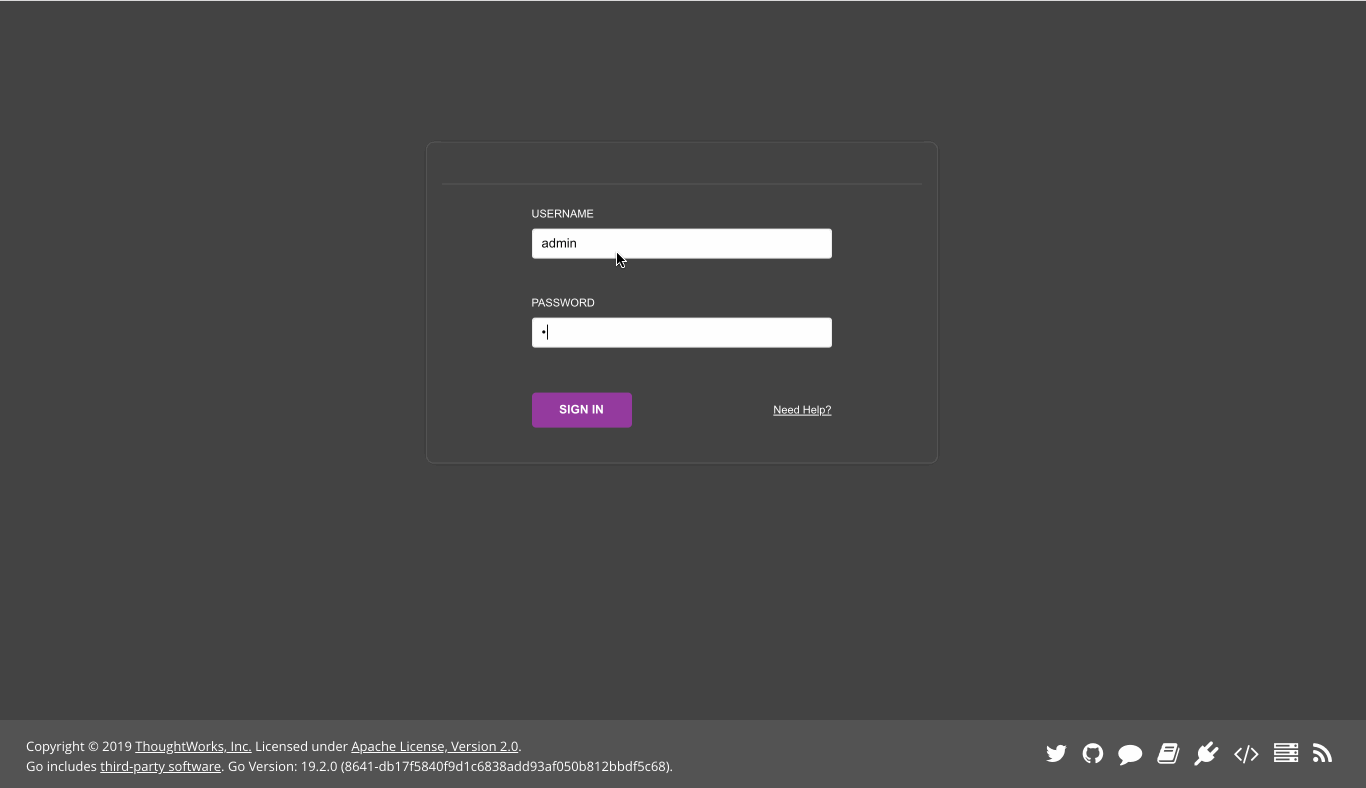 USERNAME
admin
PASSWORD
•
SIGN IN
Need Help?
Copyright © 2019 ThoughtWorks, Inc. Licensed under Apache License, Version 2.0.
Go includes third-party software. Go Version: 19.2.0 (8641-db17f5840f9d1c6838add93af050b812bbdf5c68).